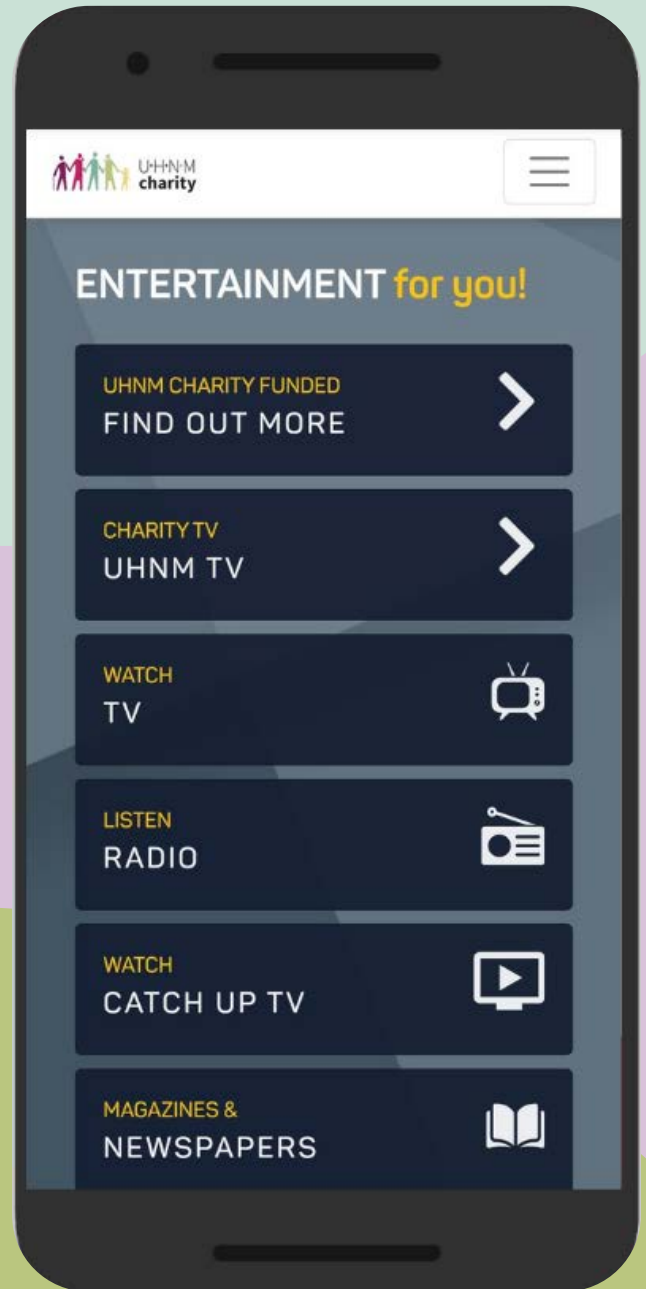 U·H·N·M
charity
ENTERTAINMENT for you!
UHNM CHARITY FUNDED
FIND OUT MORE
CHARITY TV
UHNM TV
WATCH
TV
LISTEN
RADIO
WATCH
CATCH UP TV
MAGAZINES &
NEWSPAPERS